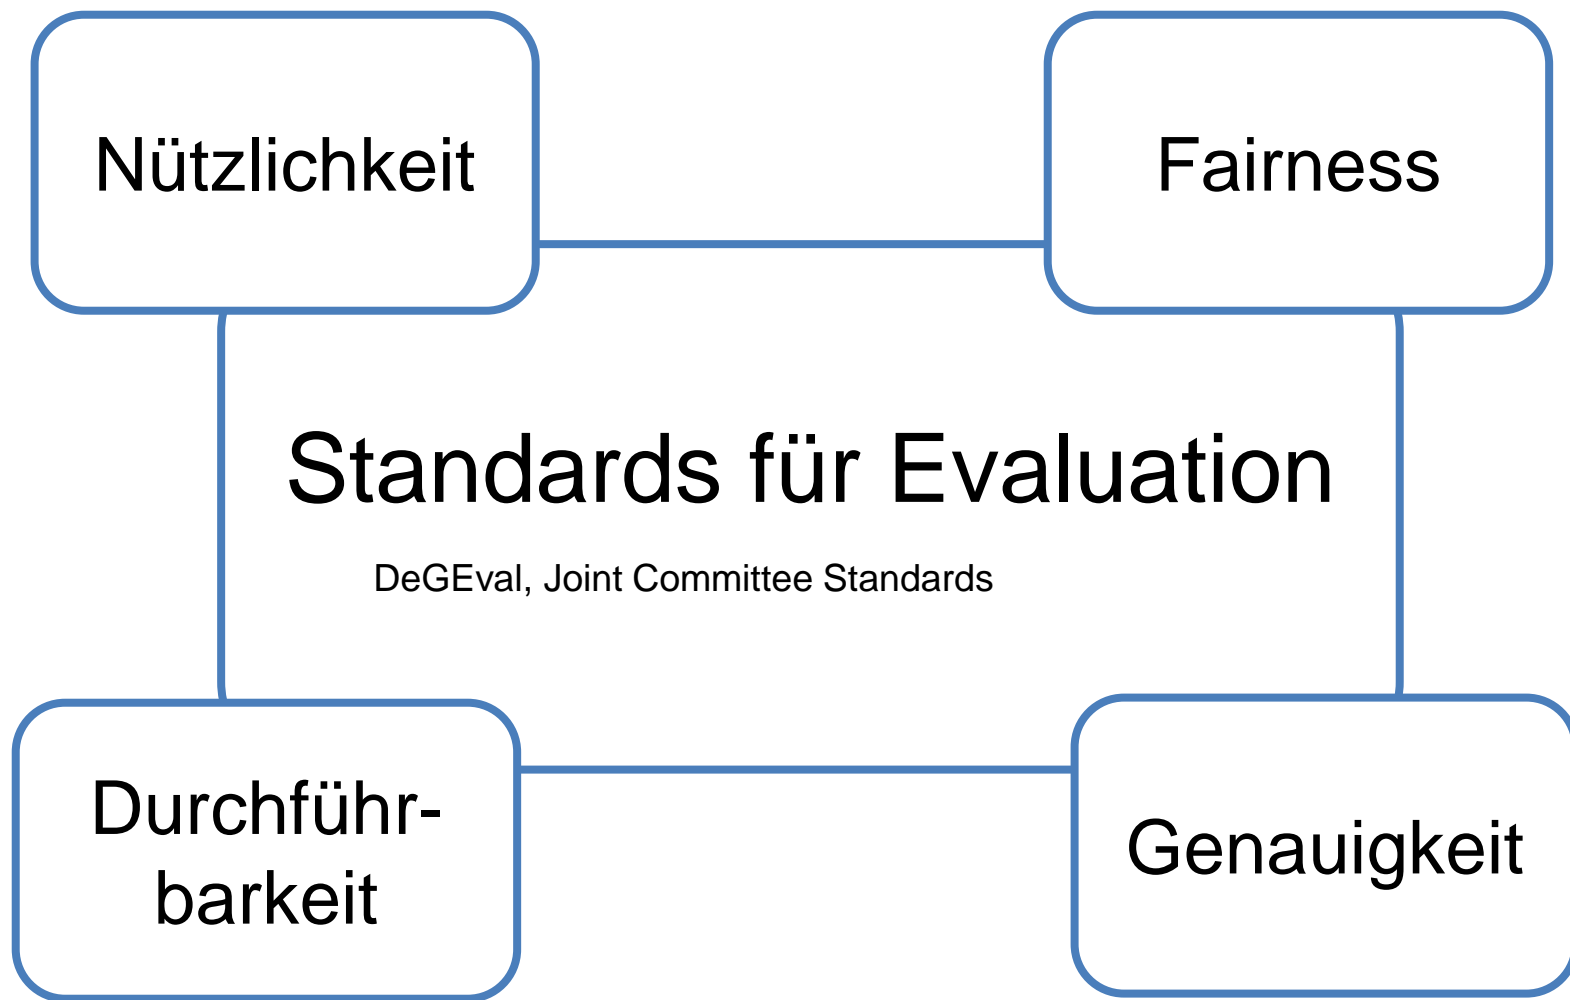 Nützlichkeit
Fairness
Standards für Evaluation
DeGEval, Joint Committee Standards
Durchführ-
barkeit
Genauigkeit